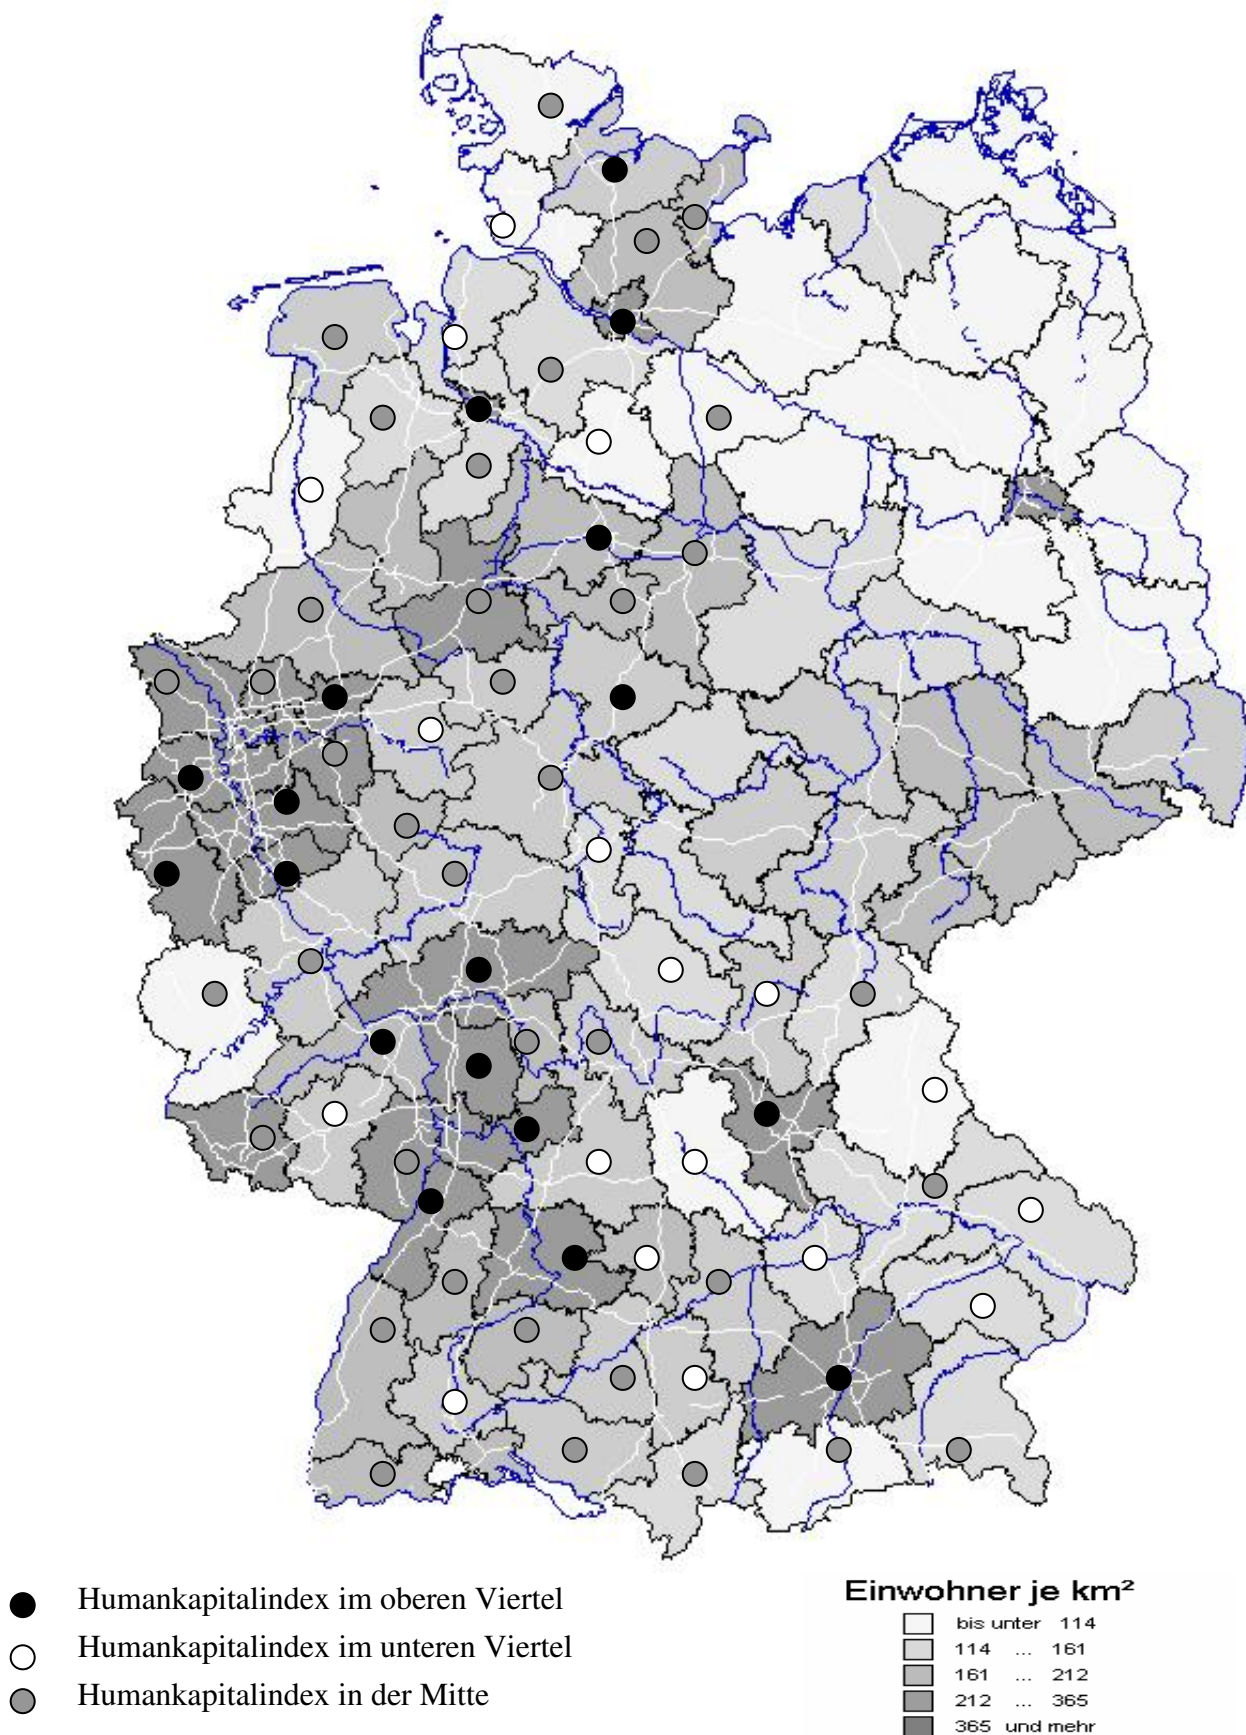 Humankapitalindex im oberen Viertel
Humankapitalindex im unteren Viertel
Humankapitalindex in der Mitte
Einwohner je km²
bis unter 114
114 ... 161
161 ... 212
212 ... 365
365 und mehr